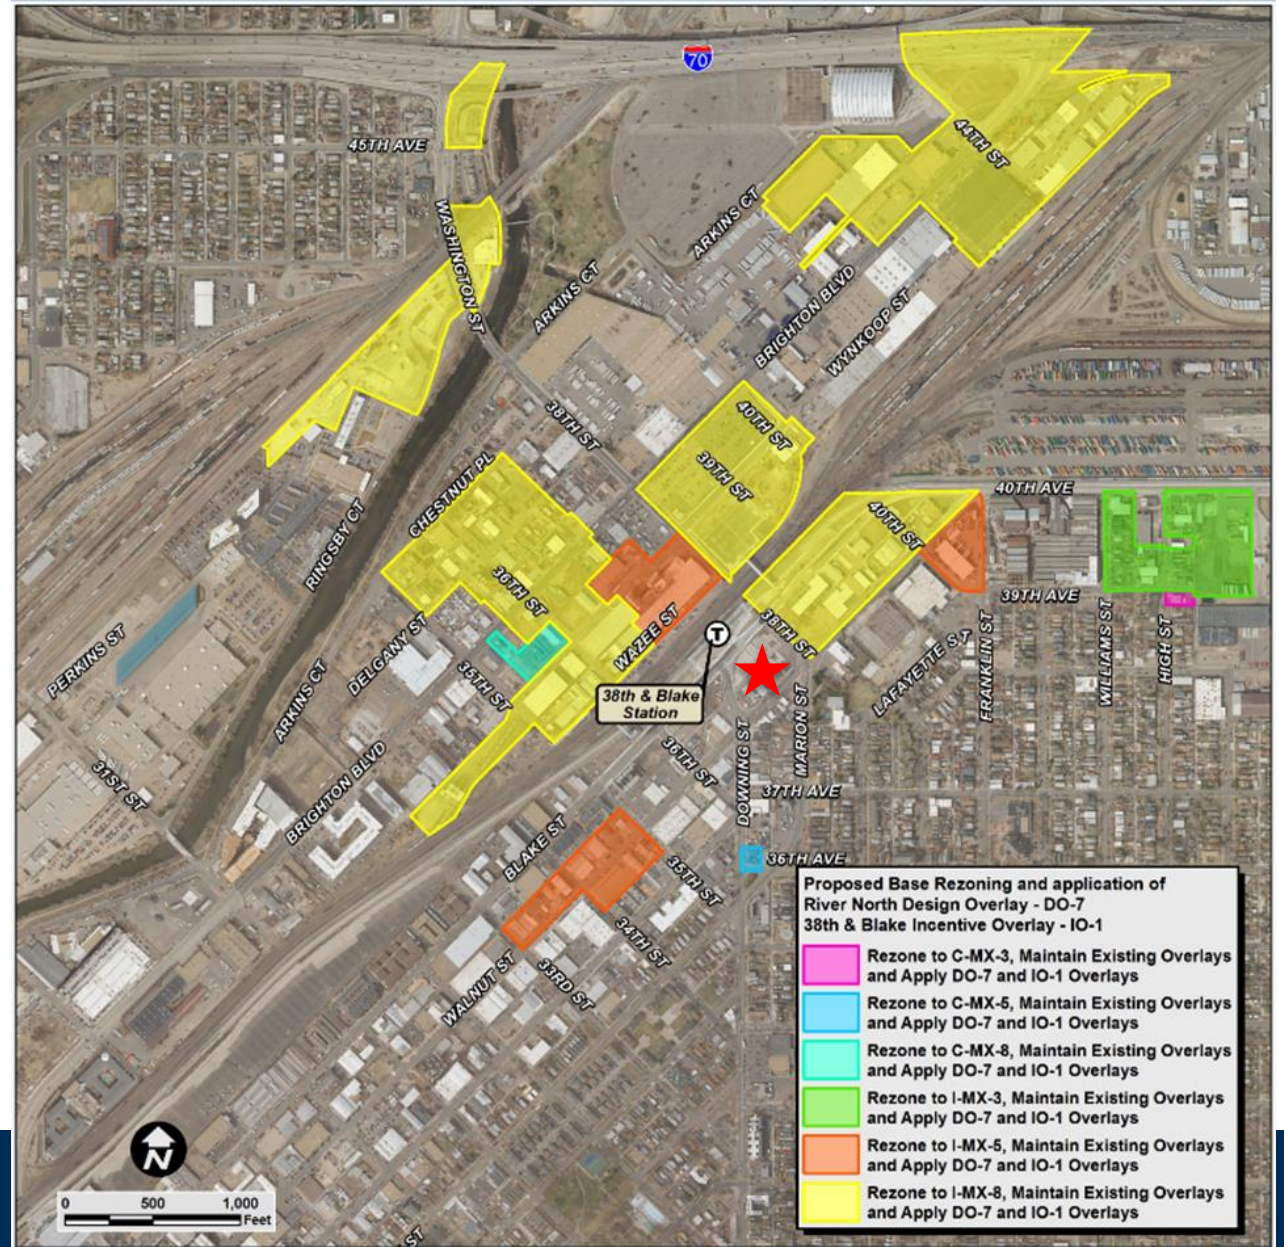 70
45TH AVE
44TH ST
WASHINGTON ST
ARKINS CT
ARKINS CT
BRIGHTON BLVD
WYNKOOP ST
38TH ST
40TH ST
39TH ST
CHESTNUT PL
40TH AVE
40TH ST
RINGSBY CT
36TH ST
39TH AVE
38TH ST
WAZEE ST
T
PERKINS ST
DELGANY ST
LAFAYETTE ST
FRANKLIN ST
WILLIAMS ST
HIGH ST
35TH ST
38th & Blake
Station
ARKINS CT
MARION ST
36TH ST
DOWNING ST
31ST ST
BRIGHTON BLVD
37TH AVE
BLAKE ST
36TH AVE
35TH ST
34TH ST
WALNUT ST
33RD ST
Proposed Base Rezoning and application of
River North Design Overlay - DO-7
38th & Blake Incentive Overlay - IO-1
Rezone to C-MX-3, Maintain Existing Overlays
and Apply DO-7 and IO-1 Overlays
Rezone to C-MX-5, Maintain Existing Overlays
and Apply DO-7 and IO-1 Overlays
Rezone to C-MX-8, Maintain Existing Overlays
and Apply DO-7 and IO-1 Overlays
Rezone to I-MX-3, Maintain Existing Overlays
and Apply DO-7 and IO-1 Overlays
Rezone to I-MX-5, Maintain Existing Overlays
and Apply DO-7 and IO-1 Overlays
Rezone to I-MX-8, Maintain Existing Overlays
and Apply DO-7 and IO-1 Overlays
N
0 500 1,000
Feet
ST